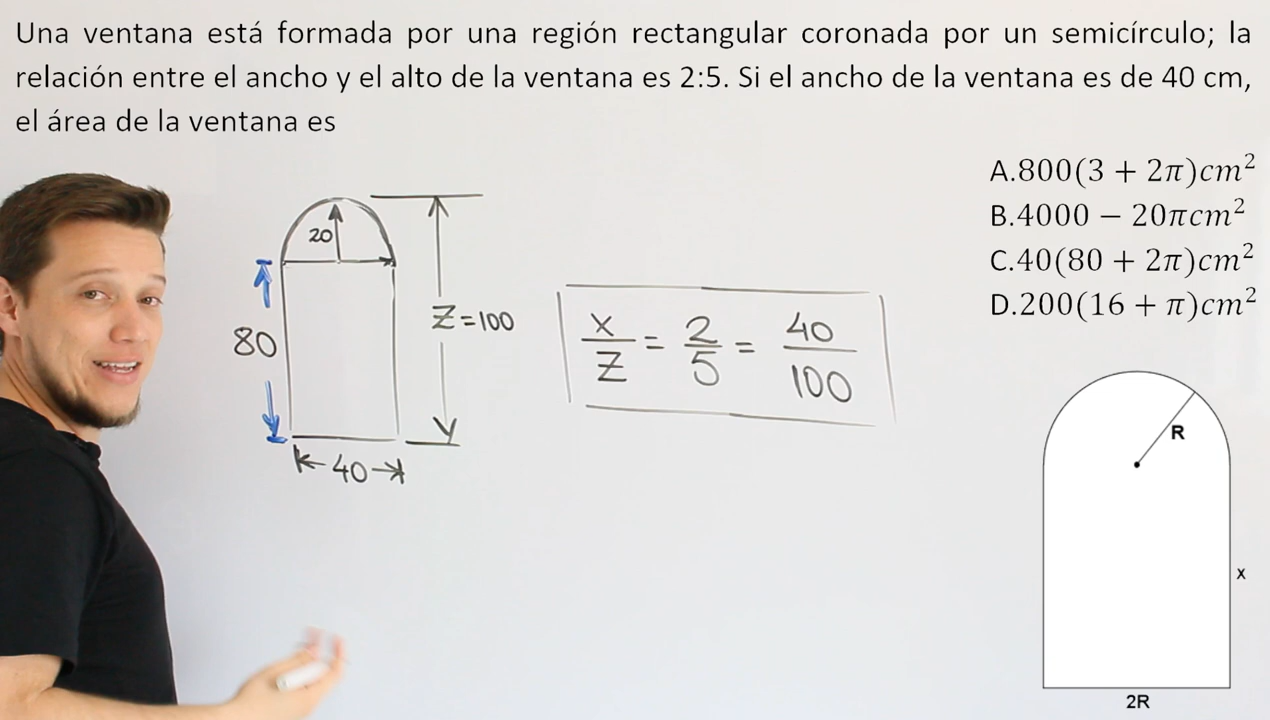 Una ventana está formada por una región rectangular coronada por un semicírculo; la
relación entre el ancho y el alto de la ventana es 2:5. Si el ancho de la ventana es de 40 cm,
el área de la ventana es
A.800(3 + 2π)cm²
B.4000 − 20πcm²
C.40(80 + 2π)cm²
D.200(16 + π)cm²
20
80
Z=100
40
x/z = 2/5 = 40/100
R
x
2R